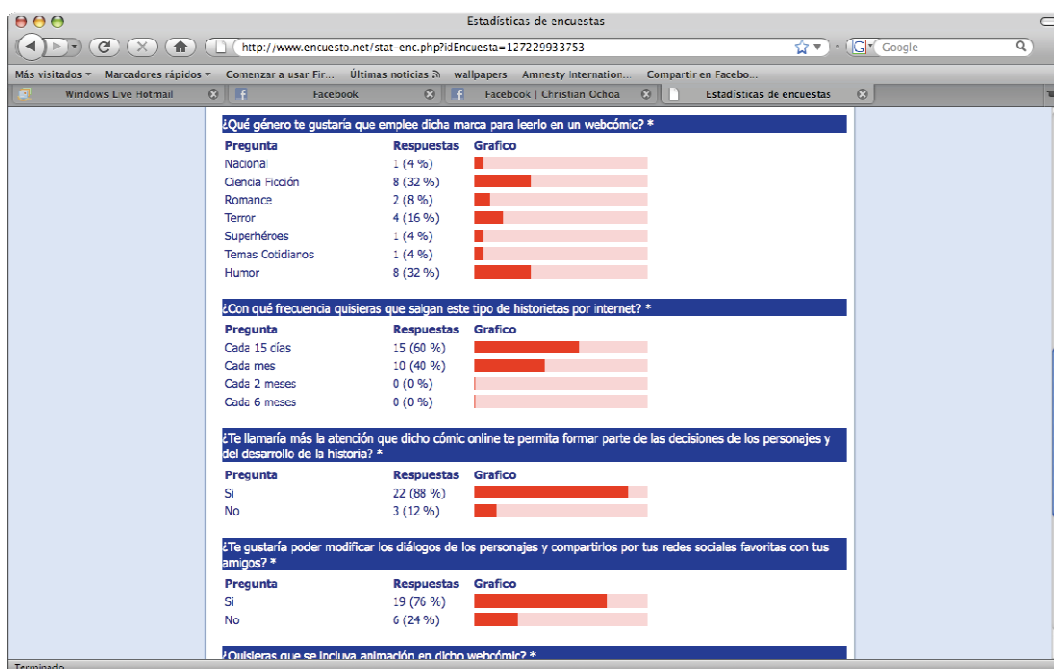 Estadísticas de encuestas
http://www.encuesto.net/stat-enc.php?idEncuesta=127229933753
Google
Más visitados Marcadores rápidos Comenzar a usar Fir... Últimas noticias wallpapers Amnesty Internation... Compartir en Facebo...
Windows Live Hotmail Facebook Facebook | Christian Ochoa Estadísticas de encuestas
¿Qué género te gustaría que emplee dicha marca para leerlo en un webcómic? *
Pregunta Respuestas Grafico
Nacional 1 (4 %)
Ciencia Ficción 8 (32 %)
Romance 2 (8 %)
Terror 4 (16 %)
Superhéroes 1 (4 %)
Temas Cotidianos 1 (4 %)
Humor 8 (32 %)
¿Con qué frecuencia quisieras que salgan este tipo de historietas por internet? *
Pregunta Respuestas Grafico
Cada 15 días 15 (60 %)
Cada mes 10 (40 %)
Cada 2 meses 0 (0 %)
Cada 6 meses 0 (0 %)
¿Te llamaría más la atención que dicho cómic online te permita formar parte de las decisiones de los personajes y
del desarrollo de la historia? *
Pregunta Respuestas Grafico
Si 22 (88 %)
No 3 (12 %)
¿Te gustaría poder modificar los diálogos de los personajes y compartirlos por tus redes sociales favoritas con tus
amigos? *
Pregunta Respuestas Grafico
Si 19 (76 %)
No 6 (24 %)
¿Quisieras que se incluya animación en dicho webcómic? *
Terminado